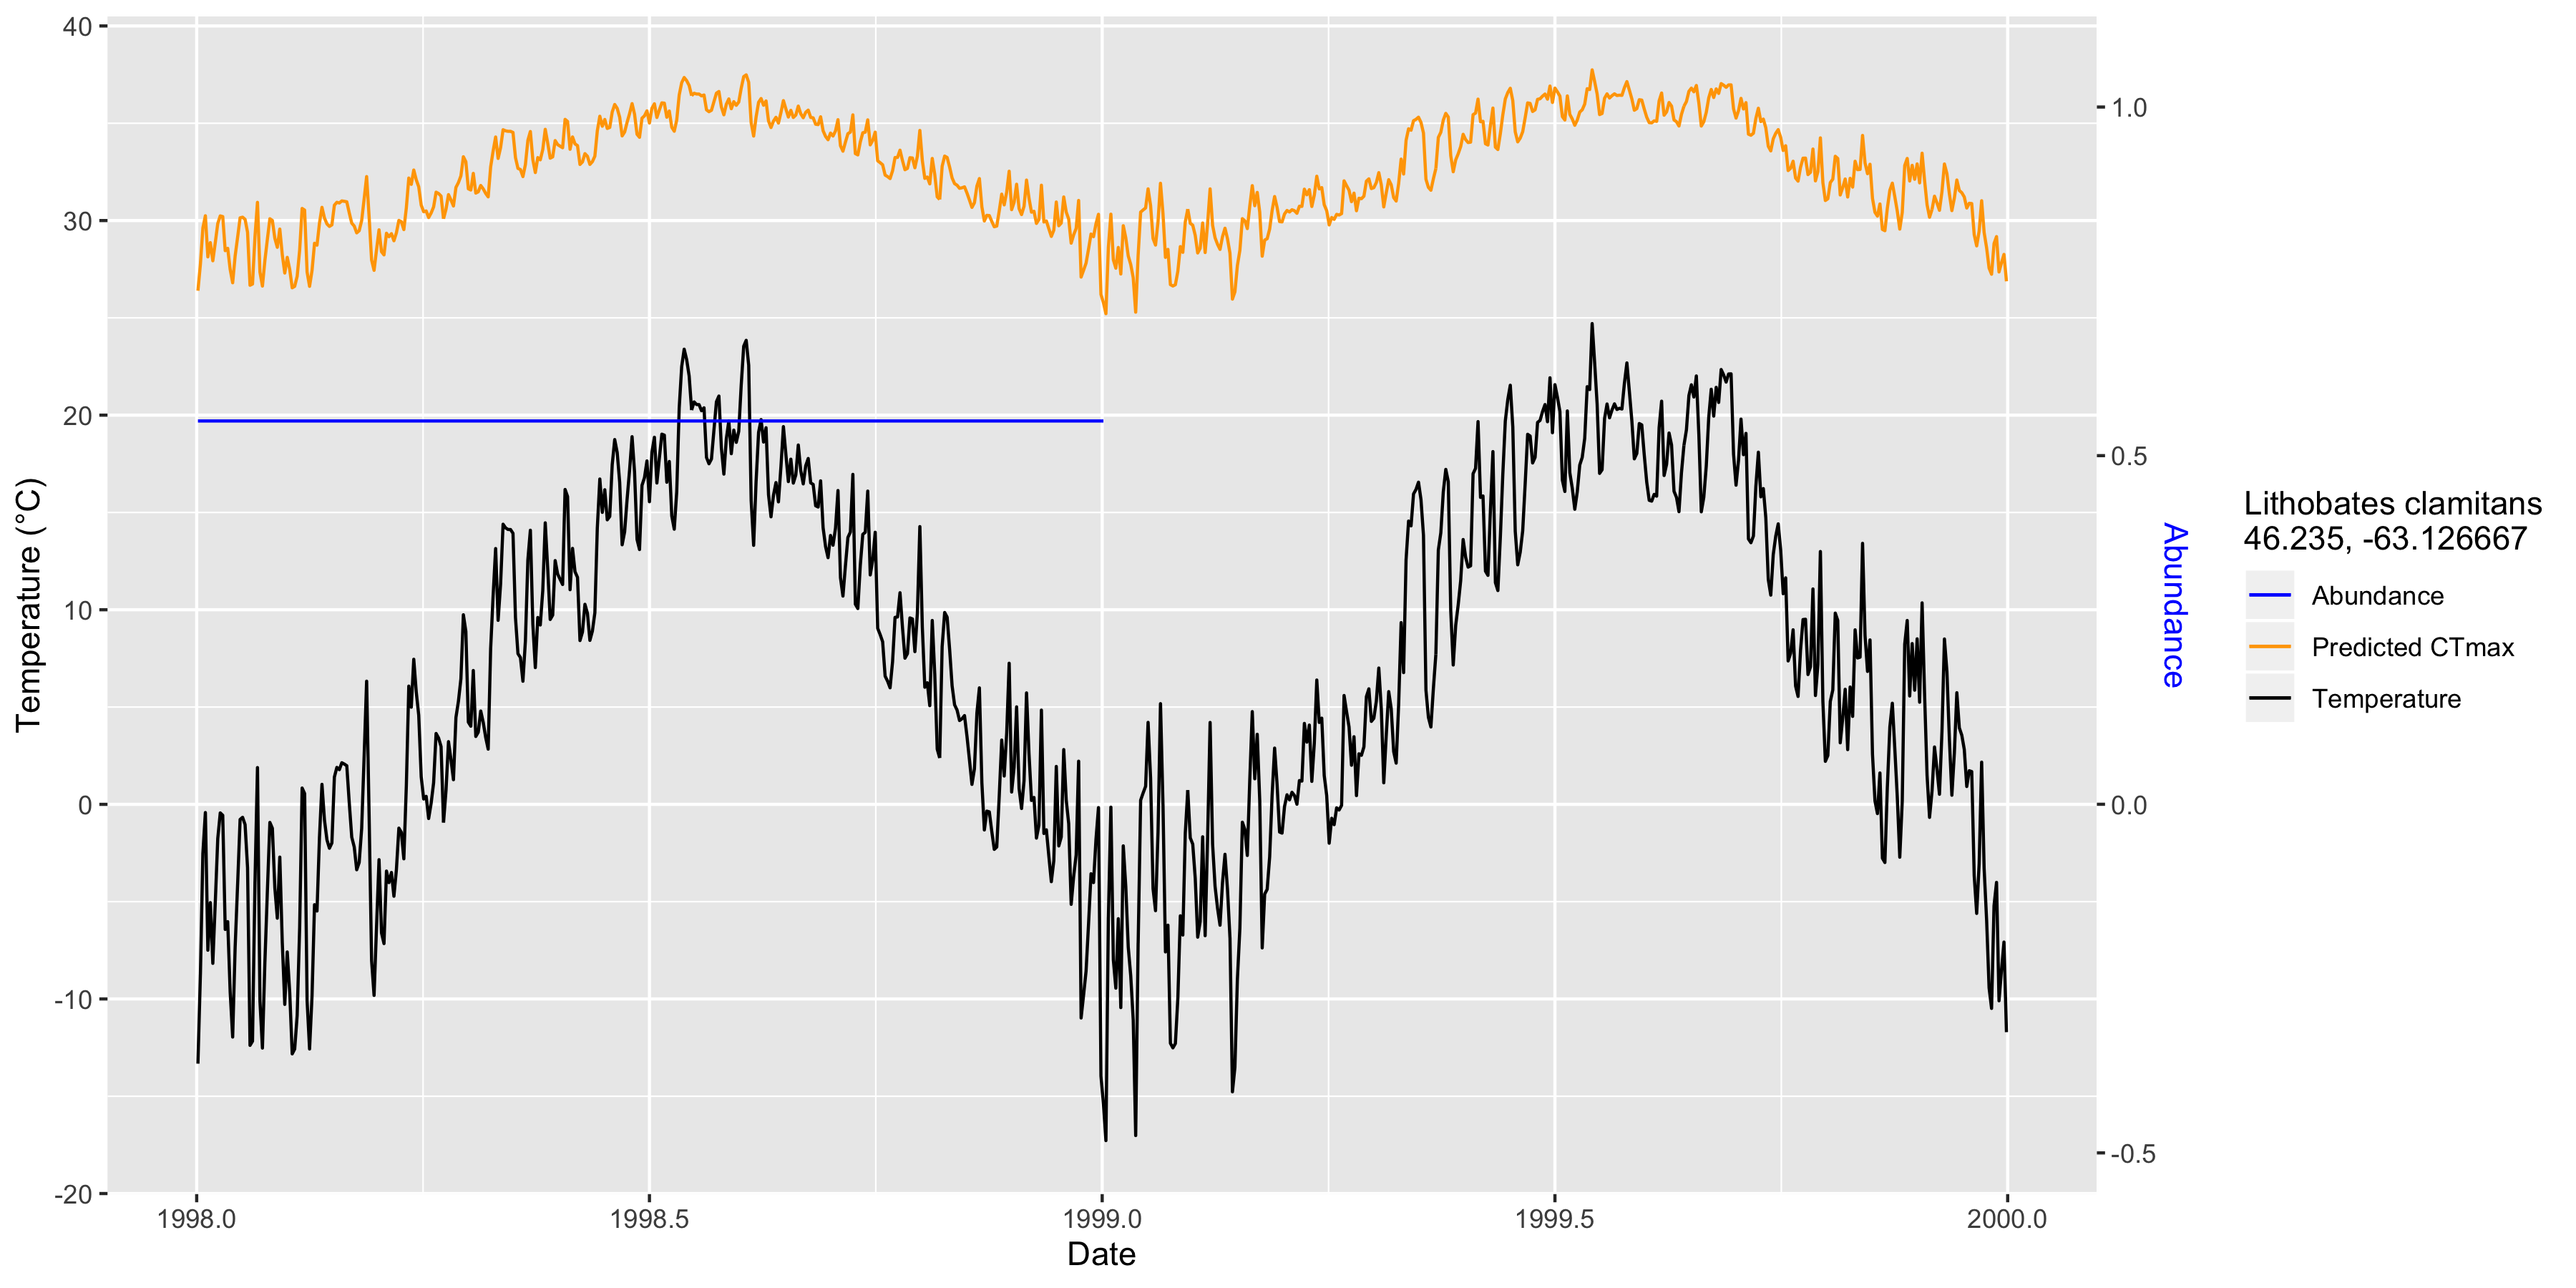 40
30
20
10
0
-10
-20
Temperature (°C)
1998.0
1998.5
1999.0
1999.5
2000.0
Date
1.0
0.5
0.0
-0.5
Abundance
Lithobates clamitans
46.235, -63.126667
Abundance
Predicted CTmax
Temperature